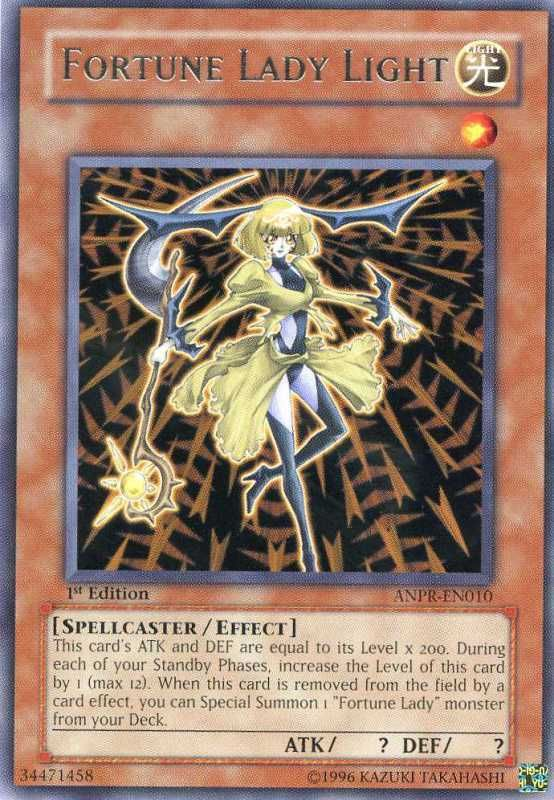 FORTUNE LADY LIGHT
LIGHT
光
1st Edition
ANPR-EN010
[SPELLCASTER / EFFECT]
This card's ATK and DEF are equal to its Level x 200. During
each of your Standby Phases, increase the Level of this card
by 1 (max 12). When this card is removed from the field by a
card effect, you can Special Summon 1 "Fortune Lady" monster
from your Deck.
ATK / ? DEF / ?
34471458
©1996 KAZUKI TAKAHASHI